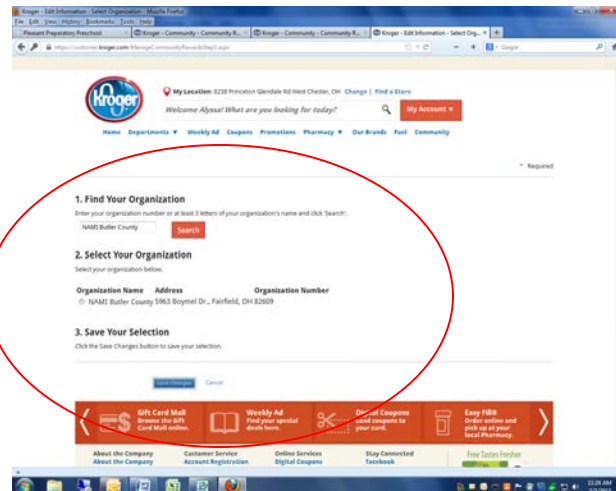 Kroger - Edit Information - Select Organization - Mozilla Firefox
File Edit View History Bookmarks Tools Help
Pleasant Preparatory Preschool Kroger - Community - Community R... Kroger - Community - Community R... Kroger - Edit Information - Select Org...
Google
Kroger
My Location: 3230 Princeton Glendale Rd West Chester, OH Change | Find a Store
Welcome Alyssa! What are you looking for today? My Account
Home Departments Weekly Ad Coupons Promotions Pharmacy Our Brands Fuel Community
* Required
1. Find Your Organization
Enter your organization number or at least 3 letters of your organization's name and click 'Search'.
NAMI Butler County Search
2. Select Your Organization
Select your organization below.
Organization Name Address Organization Number
NAMI Butler County 5963 Boymel Dr., Fairfield, OH 82609
3. Save Your Selection
Click the Save Changes button to save your selection.
Save Changes Cancel
Gift Card Mall Weekly Ad Digital Coupons Easy Fill®
Browse the Gift Find your special Load coupons to Order online and
Card Mall online. deals here. your card. pick up at your
local Pharmacy.
About the Company Customer Service Online Services Stay Connected Free Tastes Fresher
About the Company Account Registration Digital Coupons Facebook